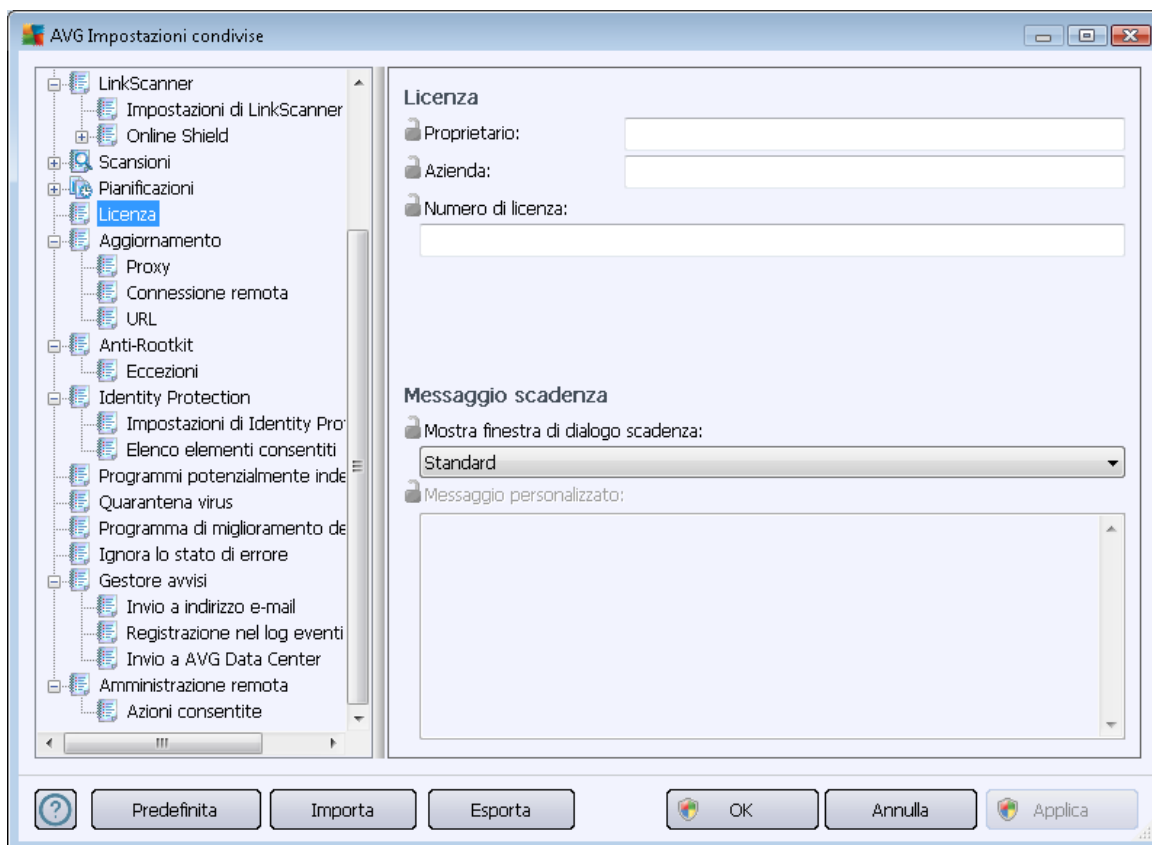 AVG Impostazioni condivise
LinkScanner
Impostazioni di LinkScanner
Online Shield
Scansioni
Pianificazioni
Licenza
Aggiornamento
Proxy
Connessione remota
URL
Anti-Rootkit
Eccezioni
Identity Protection
Impostazioni di Identity Pro
Elenco elementi consentiti
Programmi potenzialmente inde
Quarantena virus
Programma di miglioramento de
Ignora lo stato di errore
Gestore avvisi
Invio a indirizzo e-mail
Registrazione nel log eventi
Invio a AVG Data Center
Amministrazione remota
Azioni consentite
Licenza
Proprietario:
Azienda:
Numero di licenza:
Messaggio scadenza
Mostra finestra di dialogo scadenza:
Standard
Messaggio personalizzato:
Predefinita Importa Esporta OK Annulla Applica